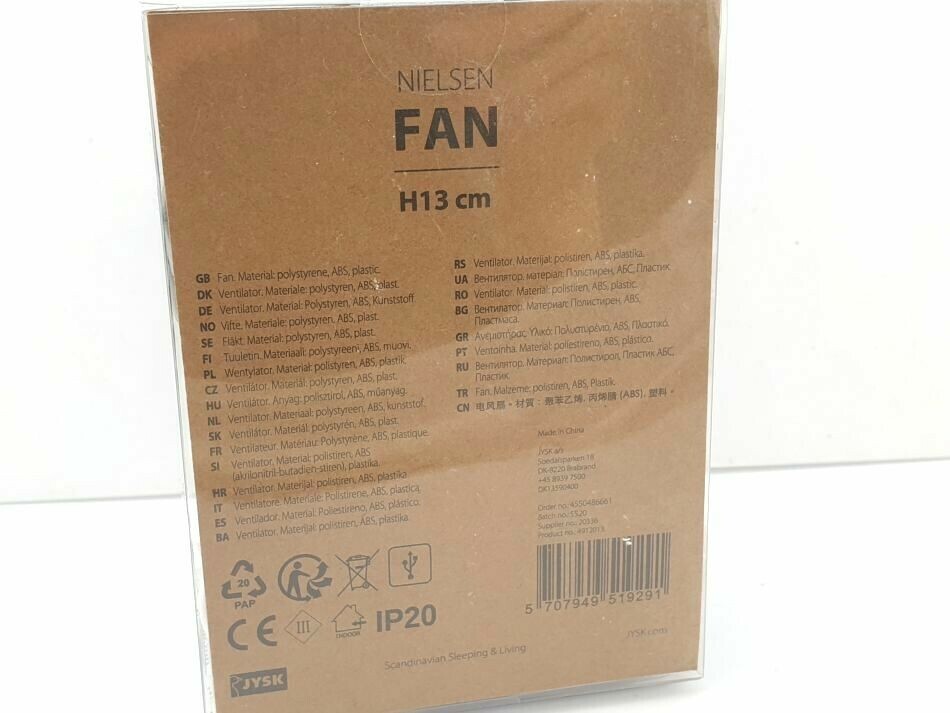 NIELSEN
FAN
H13 cm
GB Fan. Material: polystyrene, ABS, plastic.
DK Ventilator. Materiale: polystyren, ABS, plast.
DE Ventilator. Material: Polystyren, ABS, Kunststoff.
NO Vifte. Materiale: polystyren, ABS, plast.
SE Fläkt. Material: polystyren, ABS, plast.
FI Tuuletin. Materiaali: polystyreeni, ABS, muovi.
PL Wentylator. Materiał: polistyren, ABS, plastik.
CZ Ventilátor. Materiál: polystyren, ABS, plast.
HU Ventilátor. Anyag: polisztirol, ABS, műanyag.
NL Ventilator. Materiaal: polystyreen, ABS, kunststof.
SK Ventilátor. Materiál: polystyrén, ABS, plast.
FR Ventilateur. Matériau: Polystyrène, ABS, plastique.
SI Ventilator. Material: polistiren, ABS
(akrilonitril-butadien-stiren), plastika.
HR Ventilator. Materijal: polistiren, ABS, plastika
IT Ventilatore. Materiale: Polistirene, ABS, plastica
ES Ventilador. Material: Poliestireno, ABS, plástico.
BA Ventilator. Materijal: polistiren, ABS, plastika.
RS Ventilator. Materijal: polistiren, ABS, plastika.
UA Вентилятор. матеріал: Полістирен, АБС, Пластик
RO Ventilator. Material: polistiren, ABS, plastic.
BG Вентилатор. Материал: Полистирен, ABS,
Пластмаса.
GR Ανεμιστήρας. Υλικό: Πολυστυρένιο, ABS, Πλαστικό.
PT Ventoinha. Material: poliestireno, ABS, plástico.
RU Вентилятор. Материал: Полистирол, Пластик АБС,
Пластик.
TR Fan. Malzeme: polistiren, ABS, Plastik.
CN 电风扇。材質：聚苯乙烯, 丙烯腈 (ABS), 塑料。
Made in China
JYSK a/s
Soedalsparken 18
DK-8220 Brabrand
+45 8939 7500
DK13590400
Order no.: 4550486661
Batch no.: 5520
Supplier no.: 20336
Product no.: 4912013
5 707949 519291
20
PAP
CE
III
INDOOR
IP20
JYSK
Scandinavian Sleeping & Living
JYSK.com